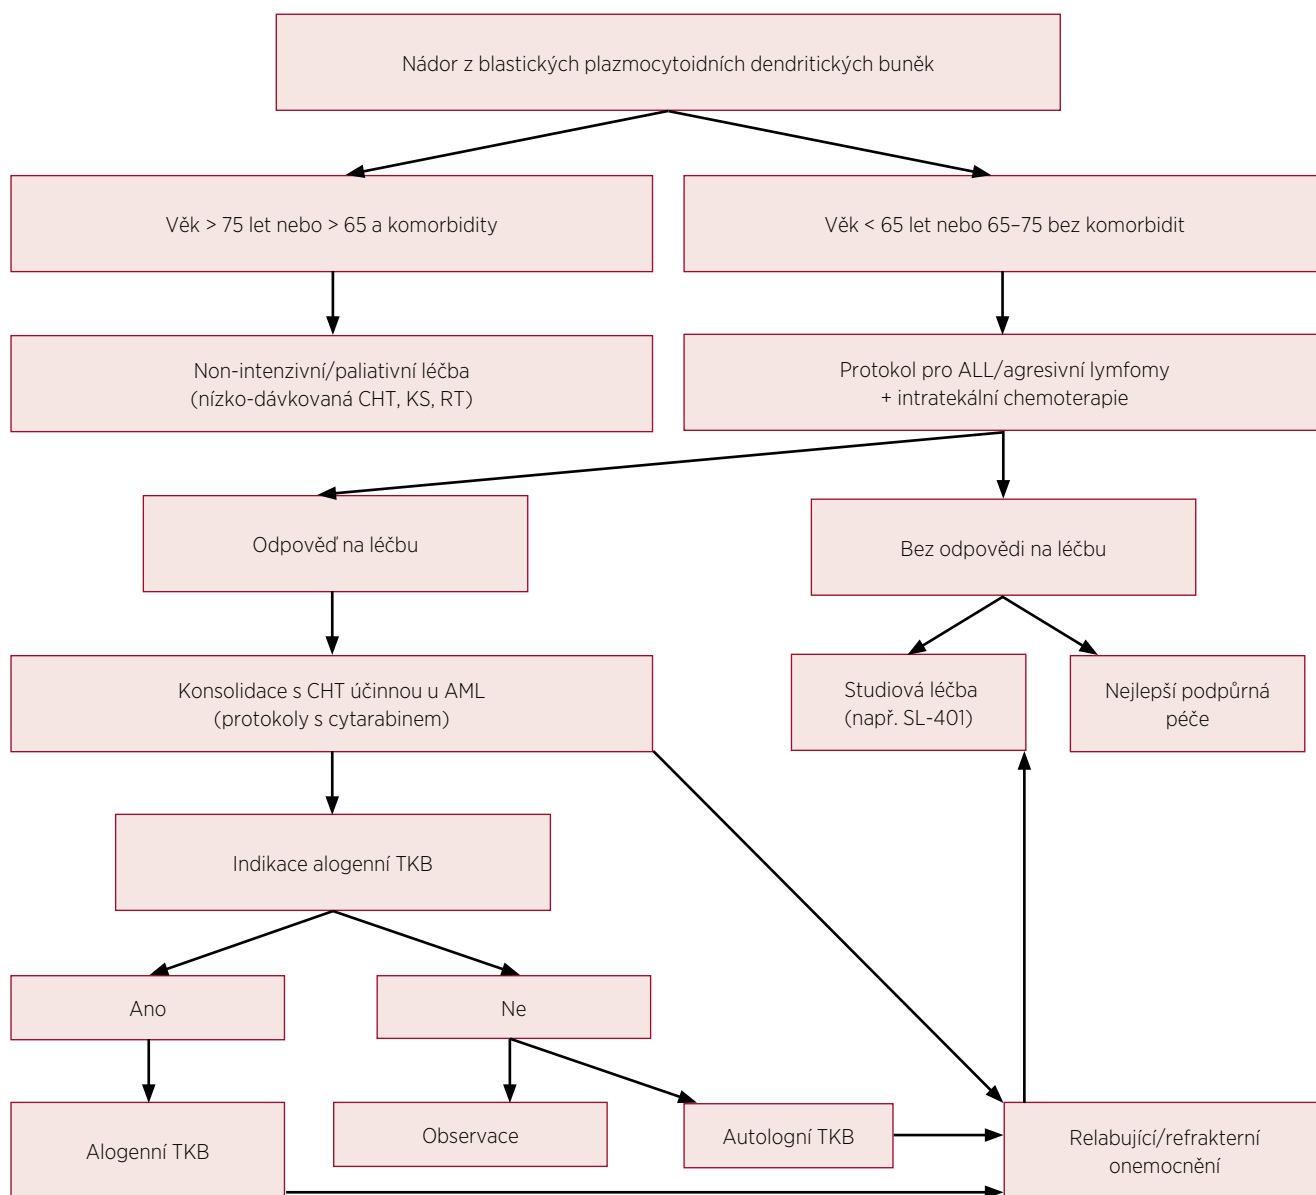 Nádor z blastických plazmocytoidních dendritických buněk
Věk > 75 let nebo > 65 a komorbidity
Věk < 65 let nebo 65–75 bez komorbidit
Non-intenzivní/paliativní léčba
(nízko-dávkovaná CHT, KS, RT)
Protokol pro ALL/agresivní lymfomy
+ intratekální chemoterapie
Odpověď na léčbu
Bez odpovědi na léčbu
Konsolidace s CHT účinnou u AML
(protokoly s cytarabinem)
Studiová léčba
(např. SL-401)
Nejlepší podpůrná
péče
Indikace alogenní TKB
Ano
Ne
Alogenní TKB
Observace
Autologní TKB
Relabující/refrakterní
onemocnění